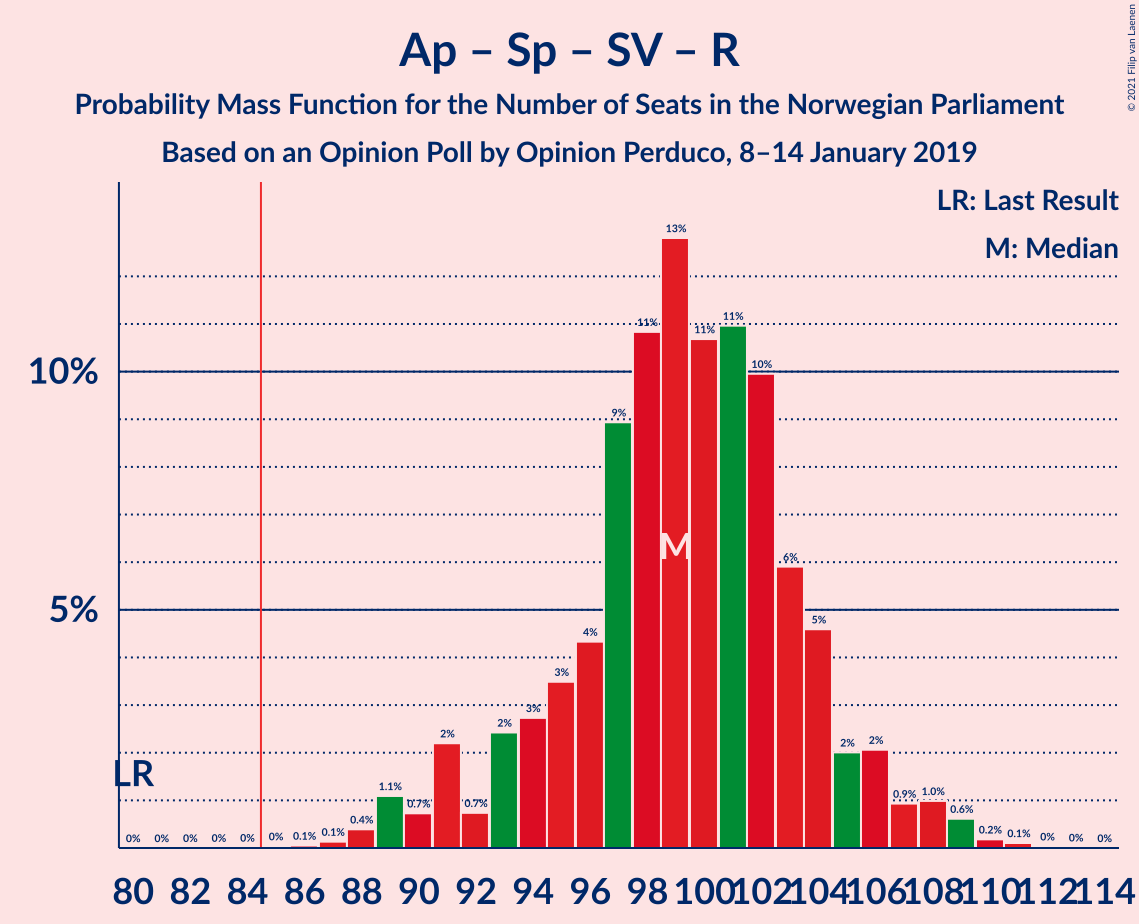 Ap – Sp – SV – R
Probability Mass Function for the Number of Seats in the Norwegian Parliament
Based on an Opinion Poll by Opinion Perduco, 8–14 January 2019
© 2021 Filip van Laenen
LR: Last Result
M: Median
10%
5%
LR
M
0% 0% 0% 0% 0% 0% 0.1% 0.1% 0.4% 1.1% 0.7% 2% 0.7% 2% 3% 3% 4% 9% 11% 13% 11% 11% 10% 6% 5% 2% 2% 0.9% 1.0% 0.6% 0.2% 0.1% 0% 0% 0%
80 82 84 86 88 90 92 94 96 98 100 102 104 106 108 110 112 114